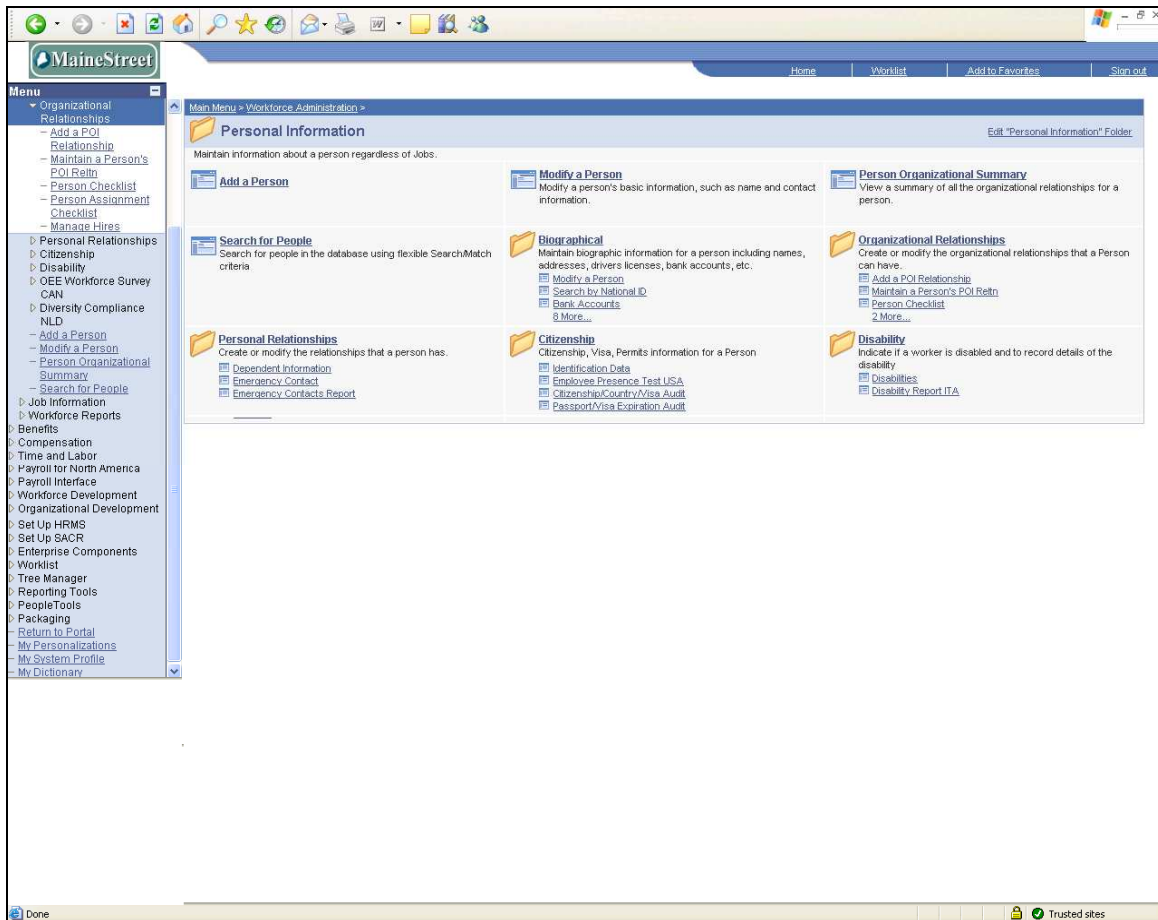 MaineStreet
Home
Worklist
Add to Favorites
Sign out
Menu
Organizational
Relationships
Add a POI
Relationship
Maintain a Person's
POI Reltn
Person Checklist
Person Assignment
Checklist
Manage Hires
Personal Relationships
Citizenship
Disability
OEE Workforce Survey
CAN
Diversity Compliance
NLD
Add a Person
Modify a Person
Person Organizational
Summary
Search for People
Job Information
Workforce Reports
Benefits
Compensation
Time and Labor
Payroll for North America
Payroll Interface
Workforce Development
Organizational Development
Set Up HRMS
Set Up SACR
Enterprise Components
Worklist
Tree Manager
Reporting Tools
PeopleTools
Packaging
Return to Portal
My Personalizations
My System Profile
My Dictionary
Main Menu > Workforce Administration >
Personal Information
Edit "Personal Information" Folder
Maintain information about a person regardless of Jobs.
Add a Person
Modify a Person
Modify a person's basic information, such as name and contact
information.
Person Organizational Summary
View a summary of all the organizational relationships for a
person.
Search for People
Search for people in the database using flexible Search/Match
criteria
Biographical
Maintain biographic information for a person including names,
addresses, drivers licenses, bank accounts, etc.
Modify a Person
Search by National ID
Bank Accounts
8 More...
Organizational Relationships
Create or modify the organizational relationships that a Person
can have.
Add a POI Relationship
Maintain a Person's POI Reltn
Person Checklist
2 More...
Personal Relationships
Create or modify the relationships that a person has.
Dependent Information
Emergency Contact
Emergency Contacts Report
Citizenship
Citizenship, Visa, Permits information for a Person
Identification Data
Employee Presence Test USA
Citizenship/Country/Visa Audit
Passport/Visa Expiration Audit
Disability
Indicate if a worker is disabled and to record details of the
disability
Disabilities
Disability Report ITA
Done
Trusted sites